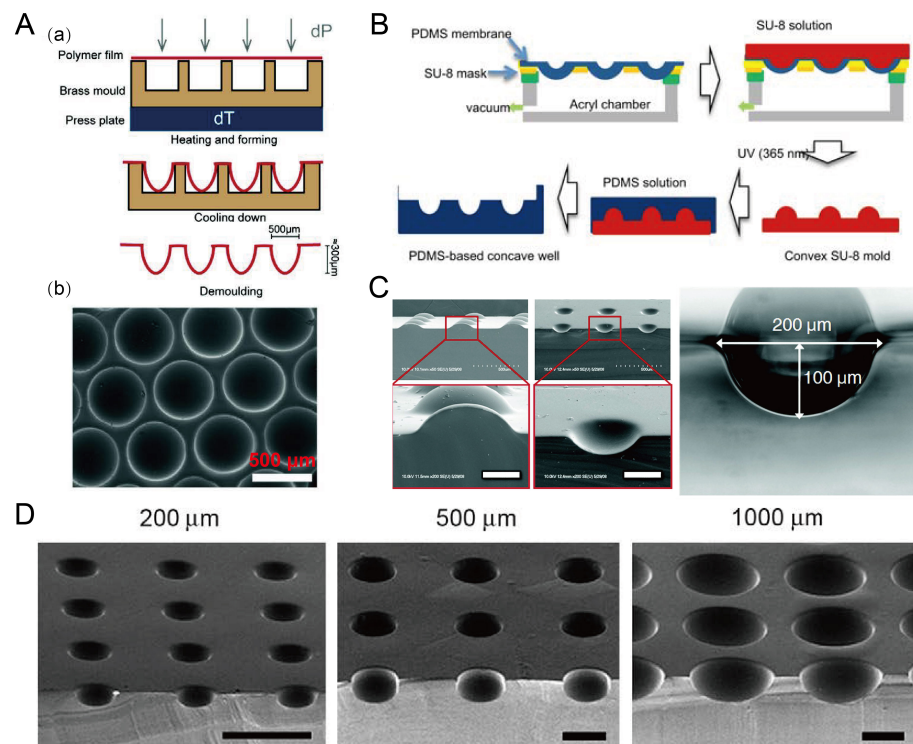 A
(a)
dP
Polymer film
Brass mould
Press plate
dT
Heating and forming
Cooling down
500μm
≈300μm
Demoulding
(b)
500 μm
B
PDMS membrane
SU-8 mask
vacuum
Acryl chamber
SU-8 solution
UV (365 nm)
PDMS solution
PDMS-based concave well
Convex SU-8 mold
C
200 μm
100 μm
D
200 μm
500 μm
1000 μm